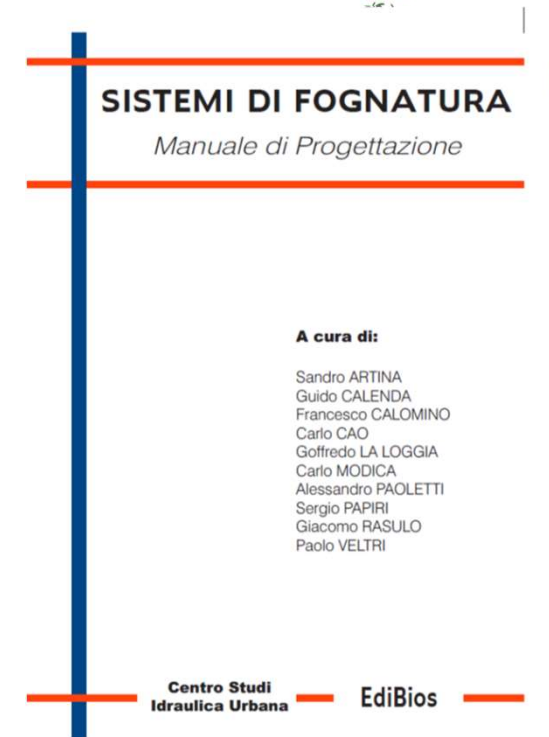 SISTEMI DI FOGNATURA
Manuale di Progettazione
A cura di:
Sandro ARTINA
Guido CALENDA
Francesco CALOMINO
Carlo CAO
Goffredo LA LOGGIA
Carlo MODICA
Alessandro PAOLETTI
Sergio PAPIRI
Giacomo RASULO
Paolo VELTRI
Centro Studi
Idraulica Urbana
EdiBios